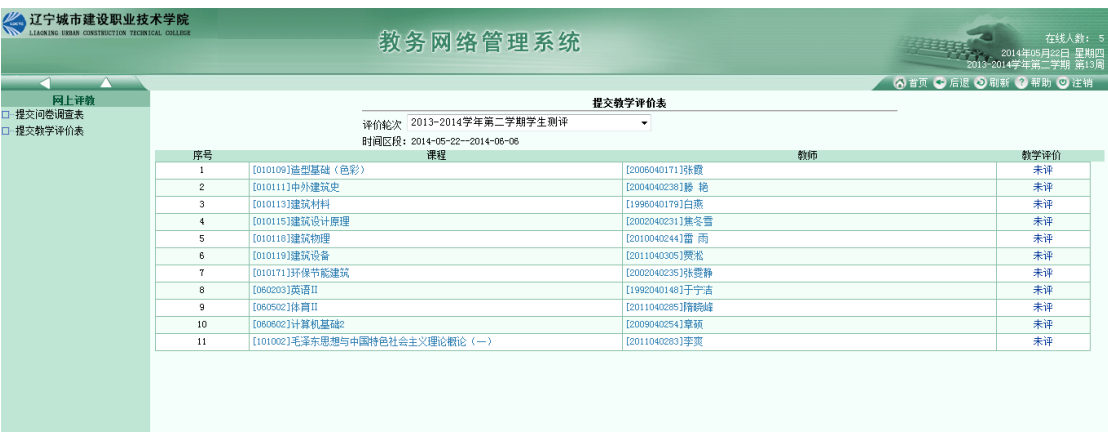 辽宁城市建设职业技术学院
LIAONING URBAN CONSTRUCTION TECHNICAL COLLEGE
教务网络管理系统
在线人数: 5
2014年05月22日 星期四
2013-2014学年第二学期 第13周
首页 后退 刷新 帮助 注销
网上评教
提交问卷调查表
提交教学评价表
提交教学评价表
评价轮次 2013-2014学年第二学期学生测评
时间区段: 2014-05-22--2014-06-06
序号 课程 教师 教学评价
1 [010109]造型基础（色彩） [2006040171]张霞 未评
2 [010111]中外建筑史 [2004040238]滕 艳 未评
3 [010113]建筑材料 [1996040179]白燕 未评
4 [010115]建筑设计原理 [2002040231]焦冬雪 未评
5 [010118]建筑物理 [2010040244]雷 雨 未评
6 [010119]建筑设备 [2011040305]贾淞 未评
7 [010171]环保节能建筑 [2002040235]张雯静 未评
8 [060203]英语II [1992040148]于宁洁 未评
9 [060502]体育II [2011040285]隋晓峰 未评
10 [060602]计算机基础2 [2009040254]章硕 未评
11 [101002]毛泽东思想与中国特色社会主义理论概论（一） [2011040283]李爽 未评